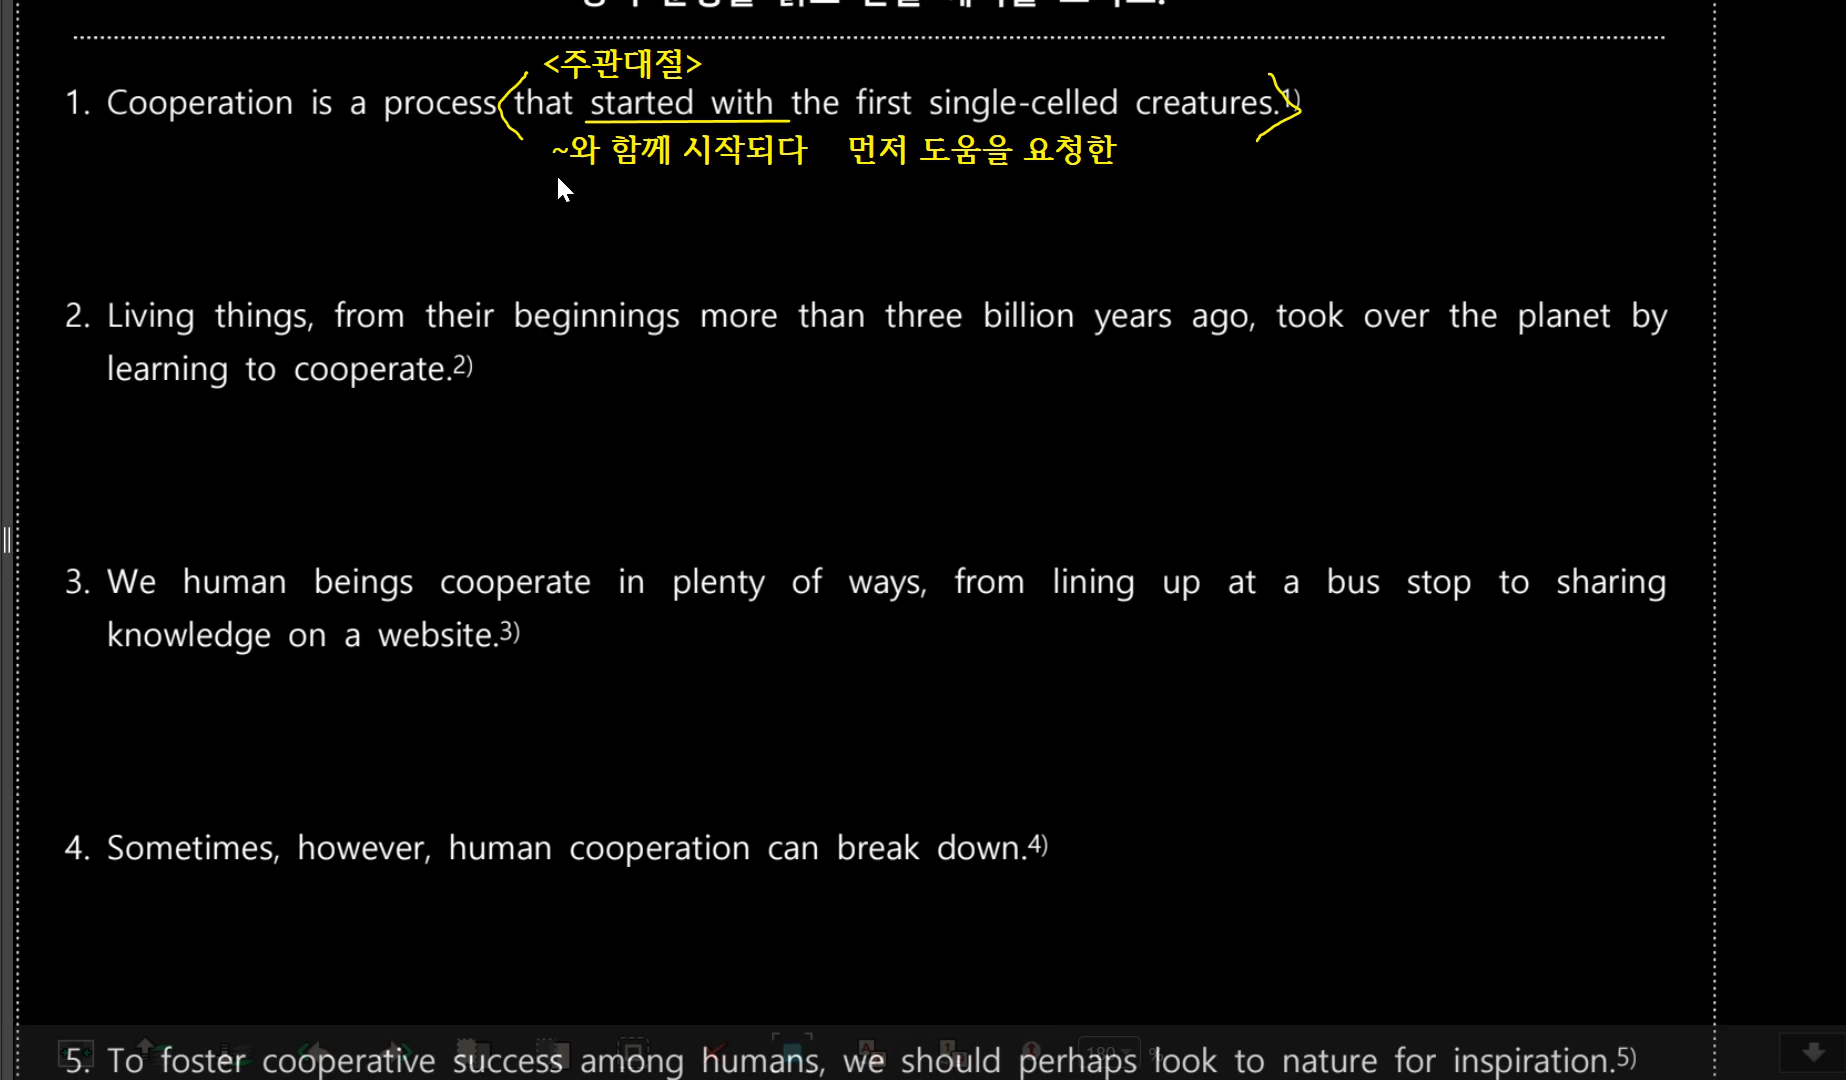 <주관대절>
1. Cooperation is a process that started with the first single-celled creatures.1)
~와 함께 시작되다 먼저 도움을 요청한
2. Living things, from their beginnings more than three billion years ago, took over the planet by
learning to cooperate.2)
3. We human beings cooperate in plenty of ways, from lining up at a bus stop to sharing
knowledge on a website.3)
4. Sometimes, however, human cooperation can break down.4)
5. To foster cooperative success among humans, we should perhaps look to nature for inspiration.5)